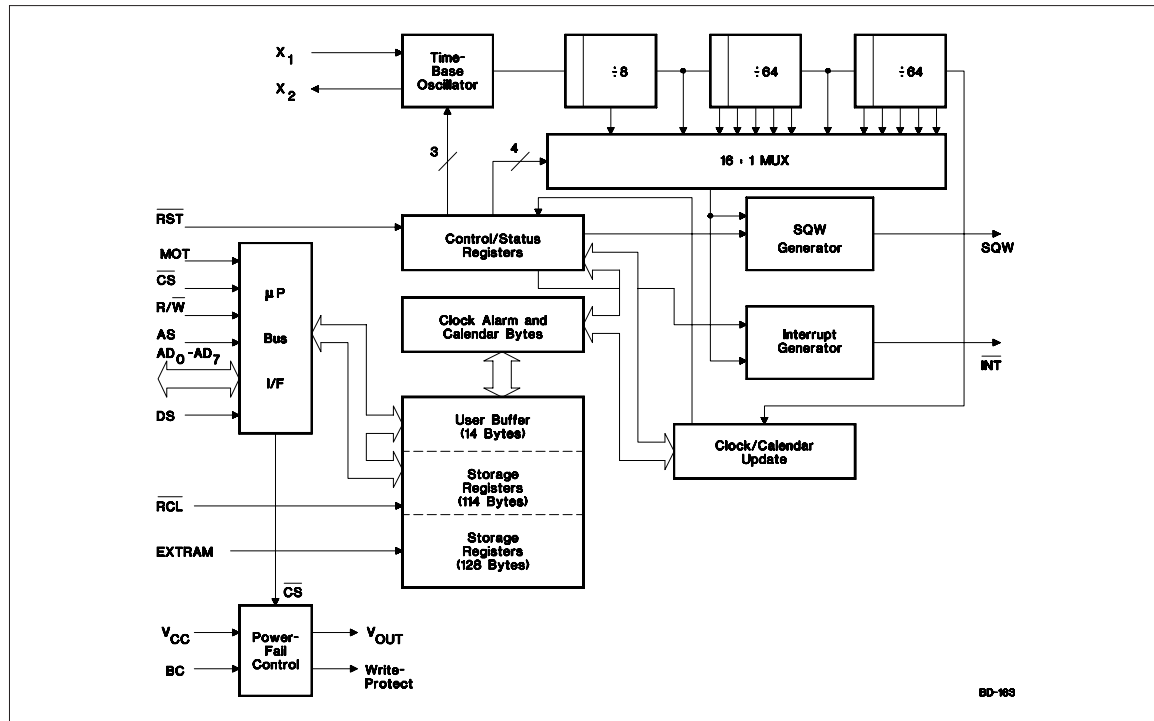 X1
X2
Time-
Base
Oscillator
÷8
÷64
÷64
3
4
16 : 1 MUX
RST
Control/Status
Registers
SQW
Generator
SQW
MOT
CS
R/W
AS
AD0-AD7
DS
µP
Bus
I/F
Clock Alarm and
Calendar Bytes
Interrupt
Generator
INT
User Buffer
(14 Bytes)
Clock/Calendar
Update
Storage
Registers
(114 Bytes)
RCL
Storage
Registers
(128 Bytes)
EXTRAM
CS
VCC
BC
Power-
Fail
Control
VOUT
Write-
Protect
BD-163